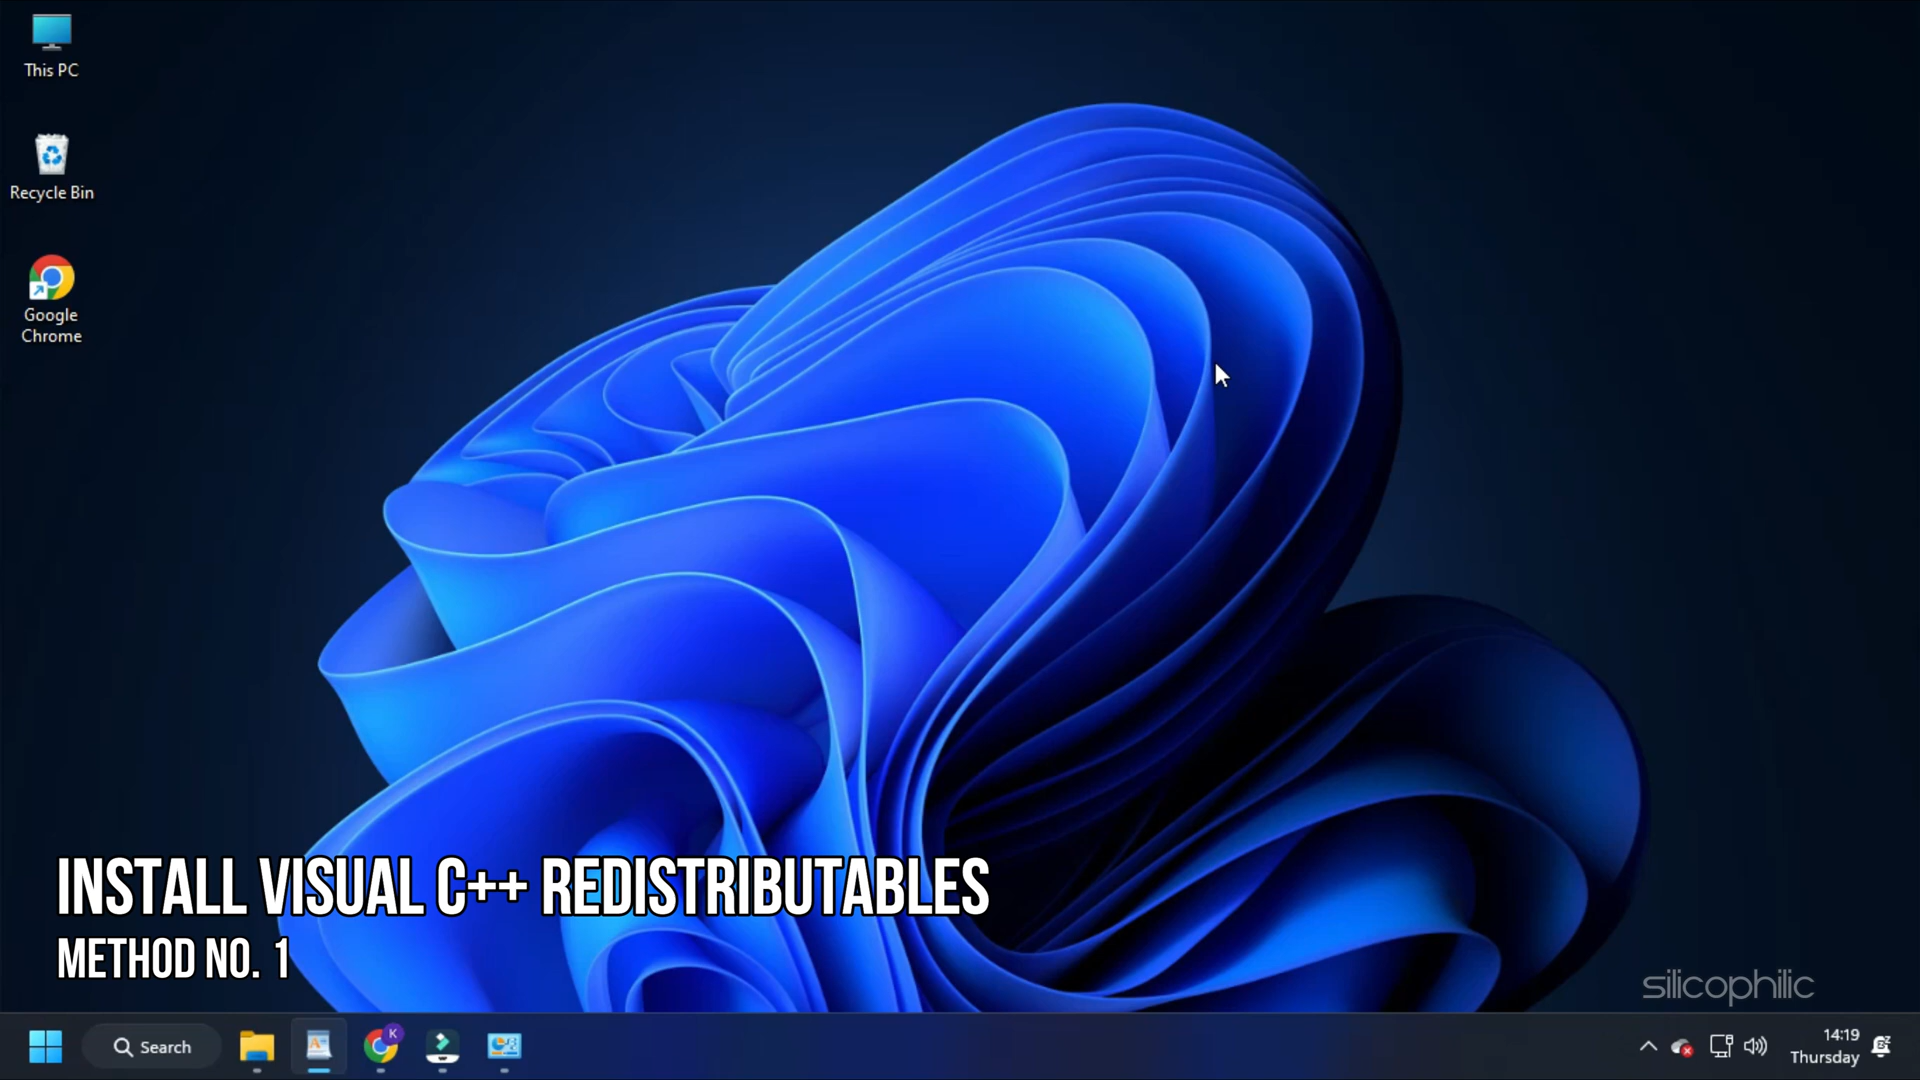 This PC
Recycle Bin
Google
Chrome
INSTALL VISUAL C++ REDISTRIBUTABLES
METHOD NO. 1
silicophilic
Search
K
14:19
Thursday